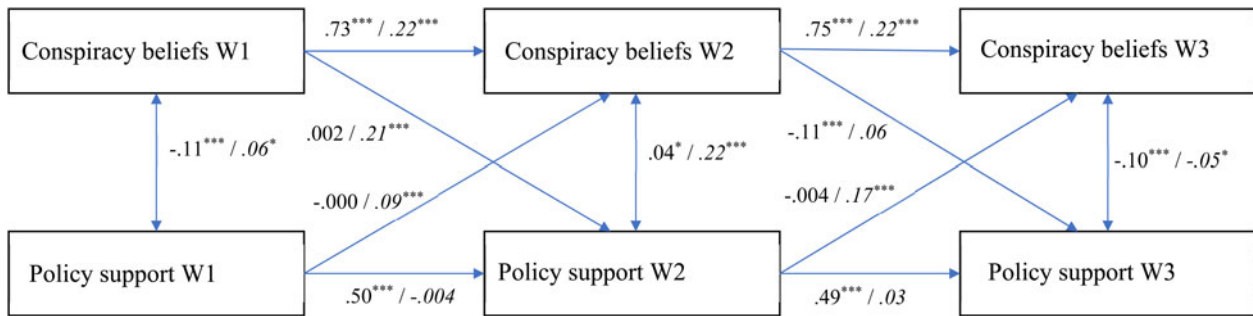 .73*** / .22***
.75*** / .22***
Conspiracy beliefs W1
Conspiracy beliefs W2
Conspiracy beliefs W3
-.11*** / .06*
.002 / .21***
.04* / .22***
-.11*** / .06
-.10*** / -.05*
-.000 / .09***
-.004 / .17***
Policy support W1
Policy support W2
Policy support W3
.50*** / -.004
.49*** / .03